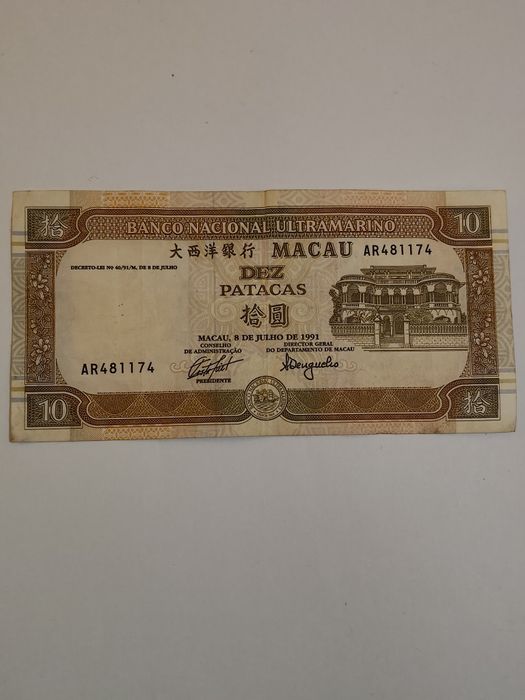 拾 BANCO NACIONAL ULTRAMARINO 10
大西洋銀行 MACAU AR481174
DECRETO-LEI Nº 40/91/M, DE 8 DE JULHO
DEZ
PATACAS
拾圓
MACAU, 8 DE JULHO DE 1991
CONSELHO DE ADMINISTRAÇÃO
DIRECTOR GERAL DO DEPARTAMENTO DE MACAU
AR481174
PRESIDENTE
10 拾